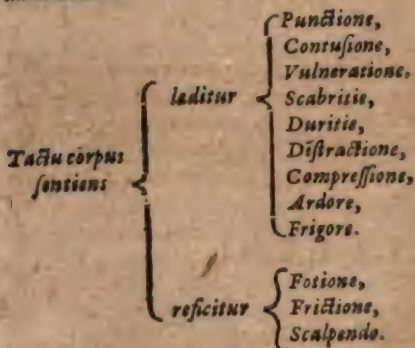 Punctione,
Contuſione,
Vulneratione,
læditur
Scabritie,
Duritie,
Diſtractione,
Compreſſione,
Ardore,
Frigore.
Tactu corpus
ſentiens
Fotione,
reficitur
Frictione,
Scalpendo.